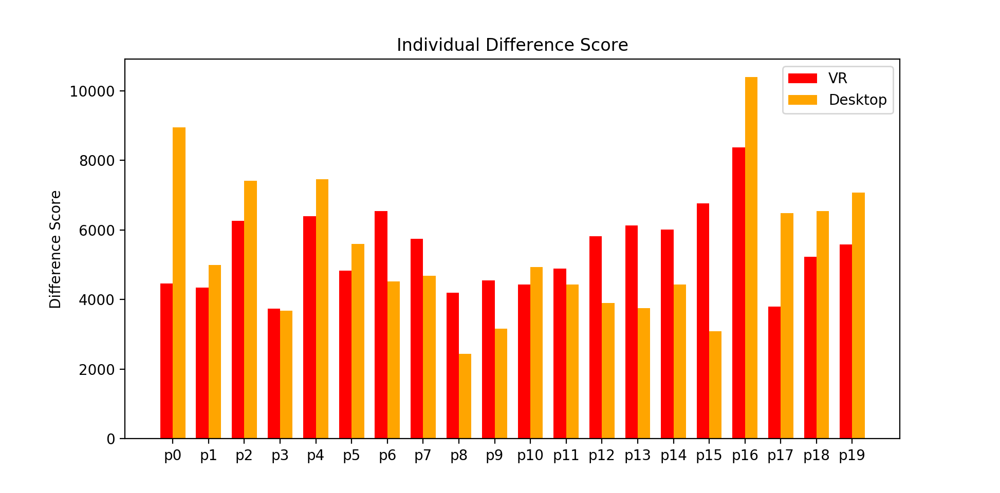 Individual Difference Score
VR
Desktop
Difference Score
10000
8000
6000
4000
2000
0
p0 p1 p2 p3 p4 p5 p6 p7 p8 p9 p10 p11 p12 p13 p14 p15 p16 p17 p18 p19